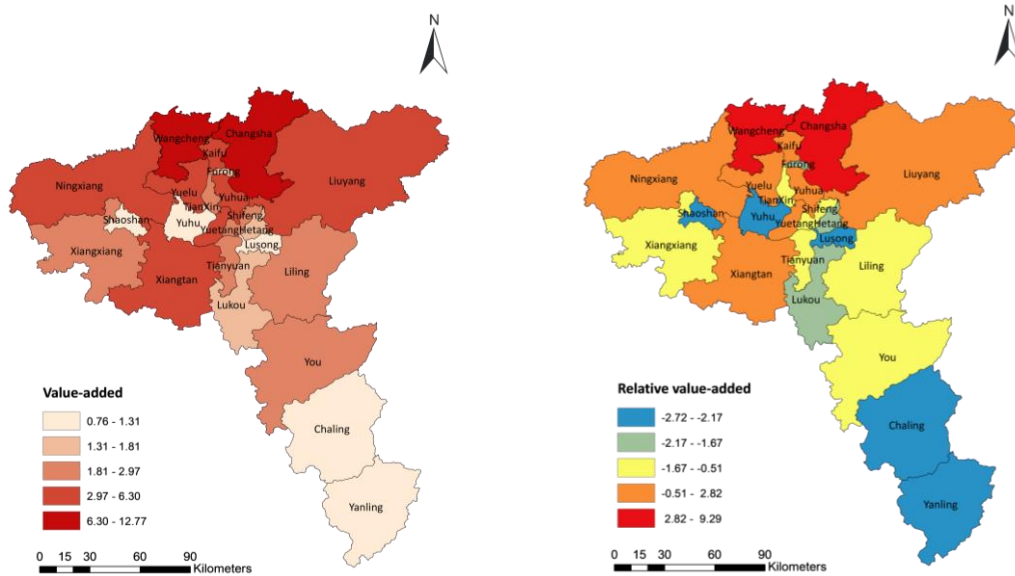 N
Wangcheng
Changsha
Kaifu
Furong
Liuyang
Ningxiang
Yuelu
Yuhua
TianXin
Shaoshan
Yuhu
Shifeng
Yuetang
Hetang
Lusong
Xiangxiang
Tianyuan
Xiangtan
Liling
Lukou
You
Chaling
Yanling
Value-added
0.76 - 1.31
1.31 - 1.81
1.81 - 2.97
2.97 - 6.30
6.30 - 12.77
0 15 30 60 90
Kilometers
N
Wangcheng
Changsha
Kaifu
Furong
Liuyang
Ningxiang
Yuelu
Yuhua
TianXin
Shaoshan
Yuhu
Shifeng
Yuetang
Hetang
Lusong
Xiangxiang
Tianyuan
Xiangtan
Liling
Lukou
You
Chaling
Yanling
Relative value-added
-2.72 - -2.17
-2.17 - -1.67
-1.67 - -0.51
-0.51 - 2.82
2.82 - 9.29
0 15 30 60 90
Kilometers